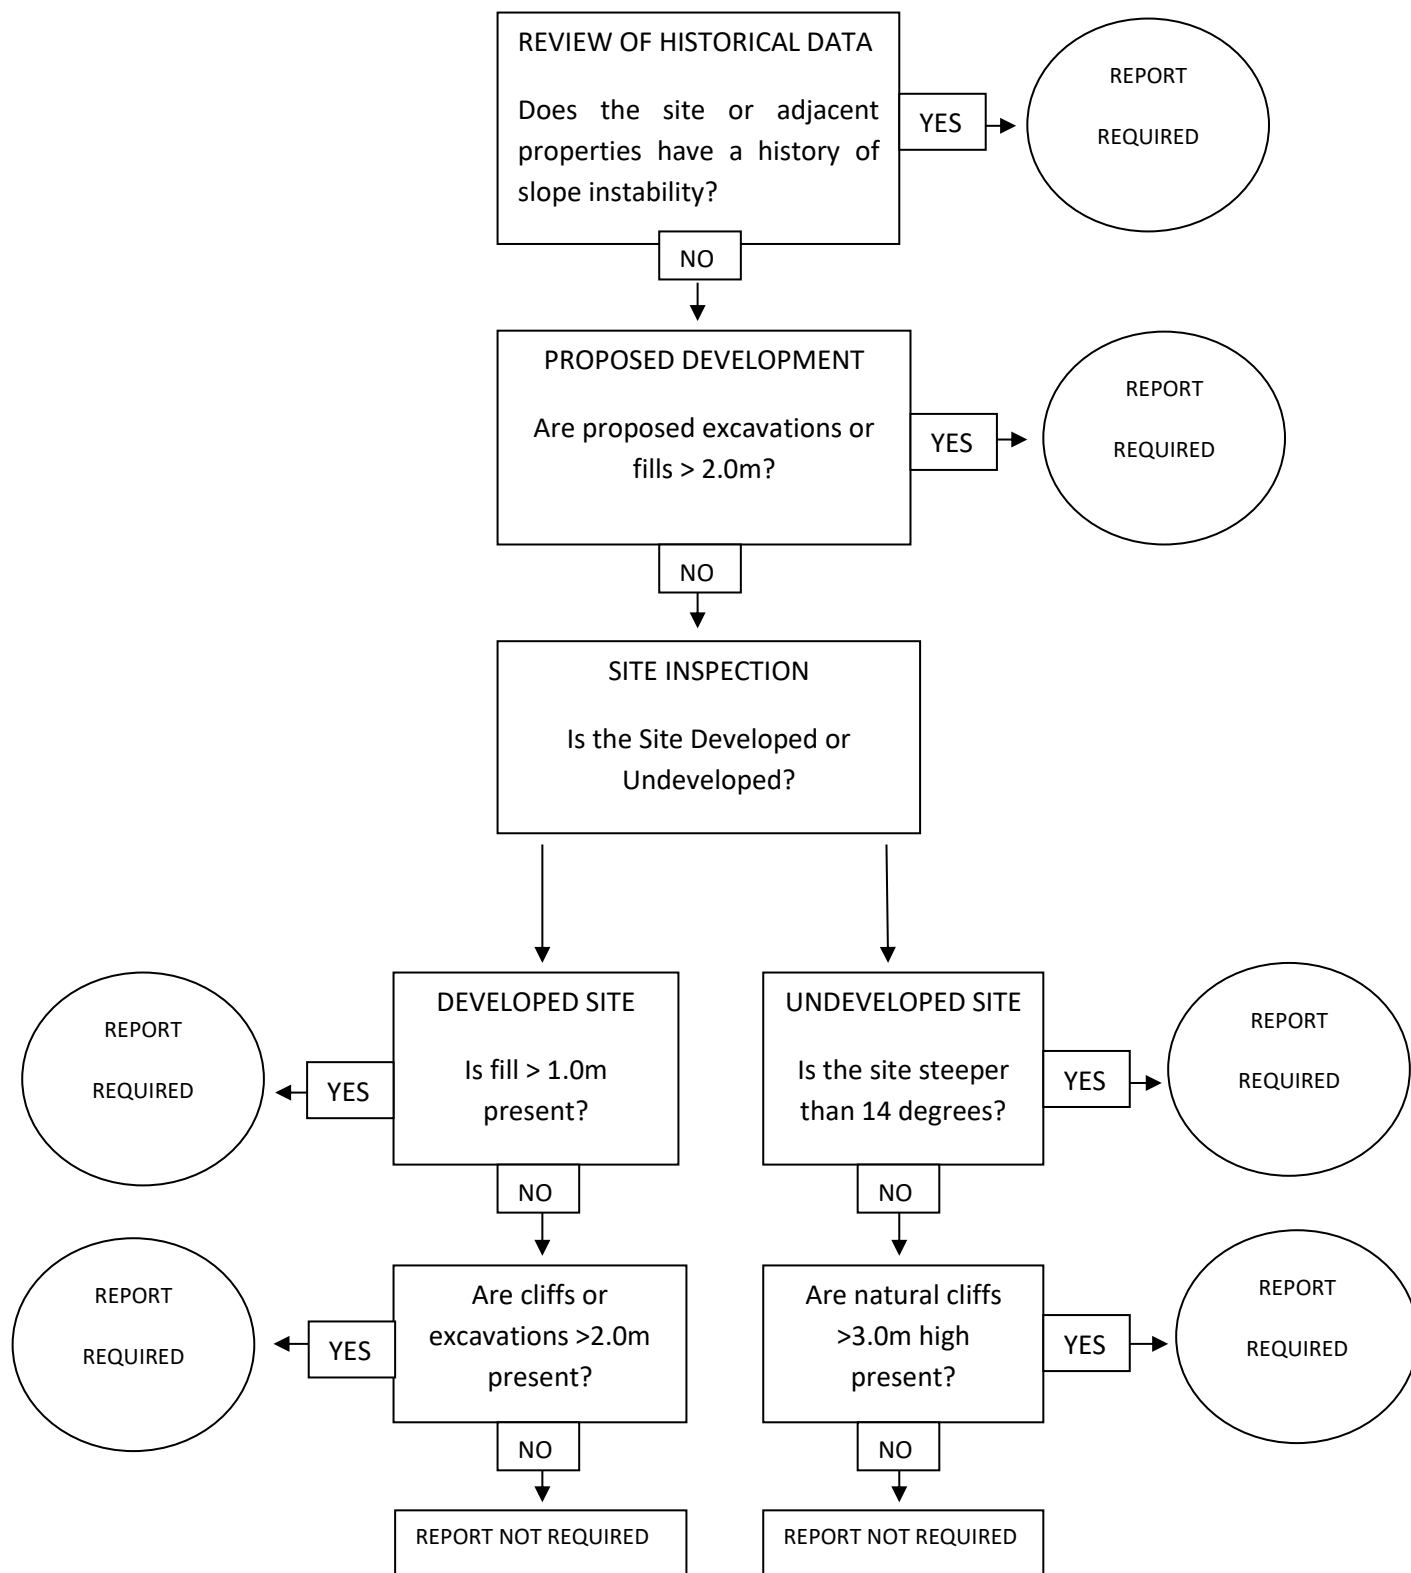 REVIEW OF HISTORICAL DATA
Does the site or adjacent
properties have a history of
slope instability?
YES
REPORT
REQUIRED
NO
PROPOSED DEVELOPMENT
Are proposed excavations or
fills > 2.0m?
YES
REPORT
REQUIRED
NO
SITE INSPECTION
Is the Site Developed or
Undeveloped?
DEVELOPED SITE
Is fill > 1.0m
present?
YES
REPORT
REQUIRED
NO
Are cliffs or
excavations >2.0m
present?
YES
REPORT
REQUIRED
NO
REPORT NOT REQUIRED
UNDEVELOPED SITE
Is the site steeper
than 14 degrees?
YES
REPORT
REQUIRED
NO
Are natural cliffs
>3.0m high
present?
YES
REPORT
REQUIRED
NO
REPORT NOT REQUIRED